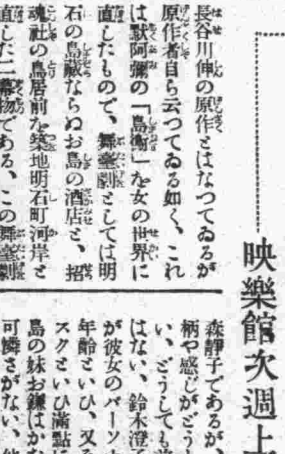 映樂館次週上
長谷川伸の原作とはなつてゐるが
原作者自ら云つてゐる如く、これ
は默阿彌の「島衞」を女の世界に
直したもので、舞臺劇としては明
石の島藏ならぬお島の酒店と、招
魂社の鳥居前を築地明石町河岸と
直した二幕物である、この舞臺劇
森靜子であるが、
柄や感じがどう
い、どうしても
はない、鈴木澄子
が彼女のパーソナ
年齡といひ、又
スクといひ滿點に
島の妹お鎌はかな
可憐さがない、